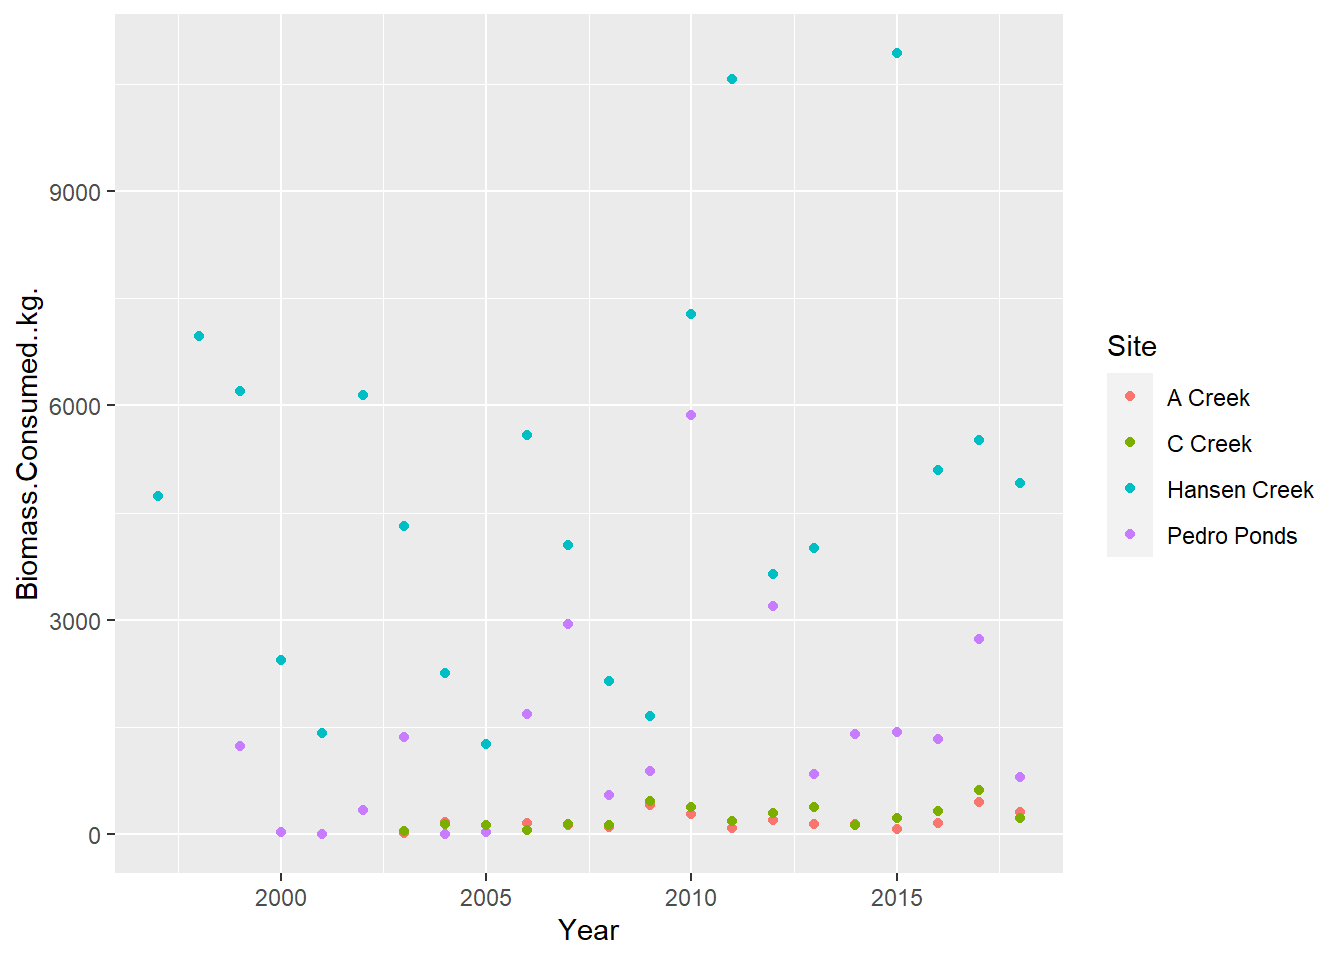 9000
6000
3000
0
Biomass.Consumed..kg.
2000
2005
2010
2015
Year
Site
A Creek
C Creek
Hansen Creek
Pedro Ponds